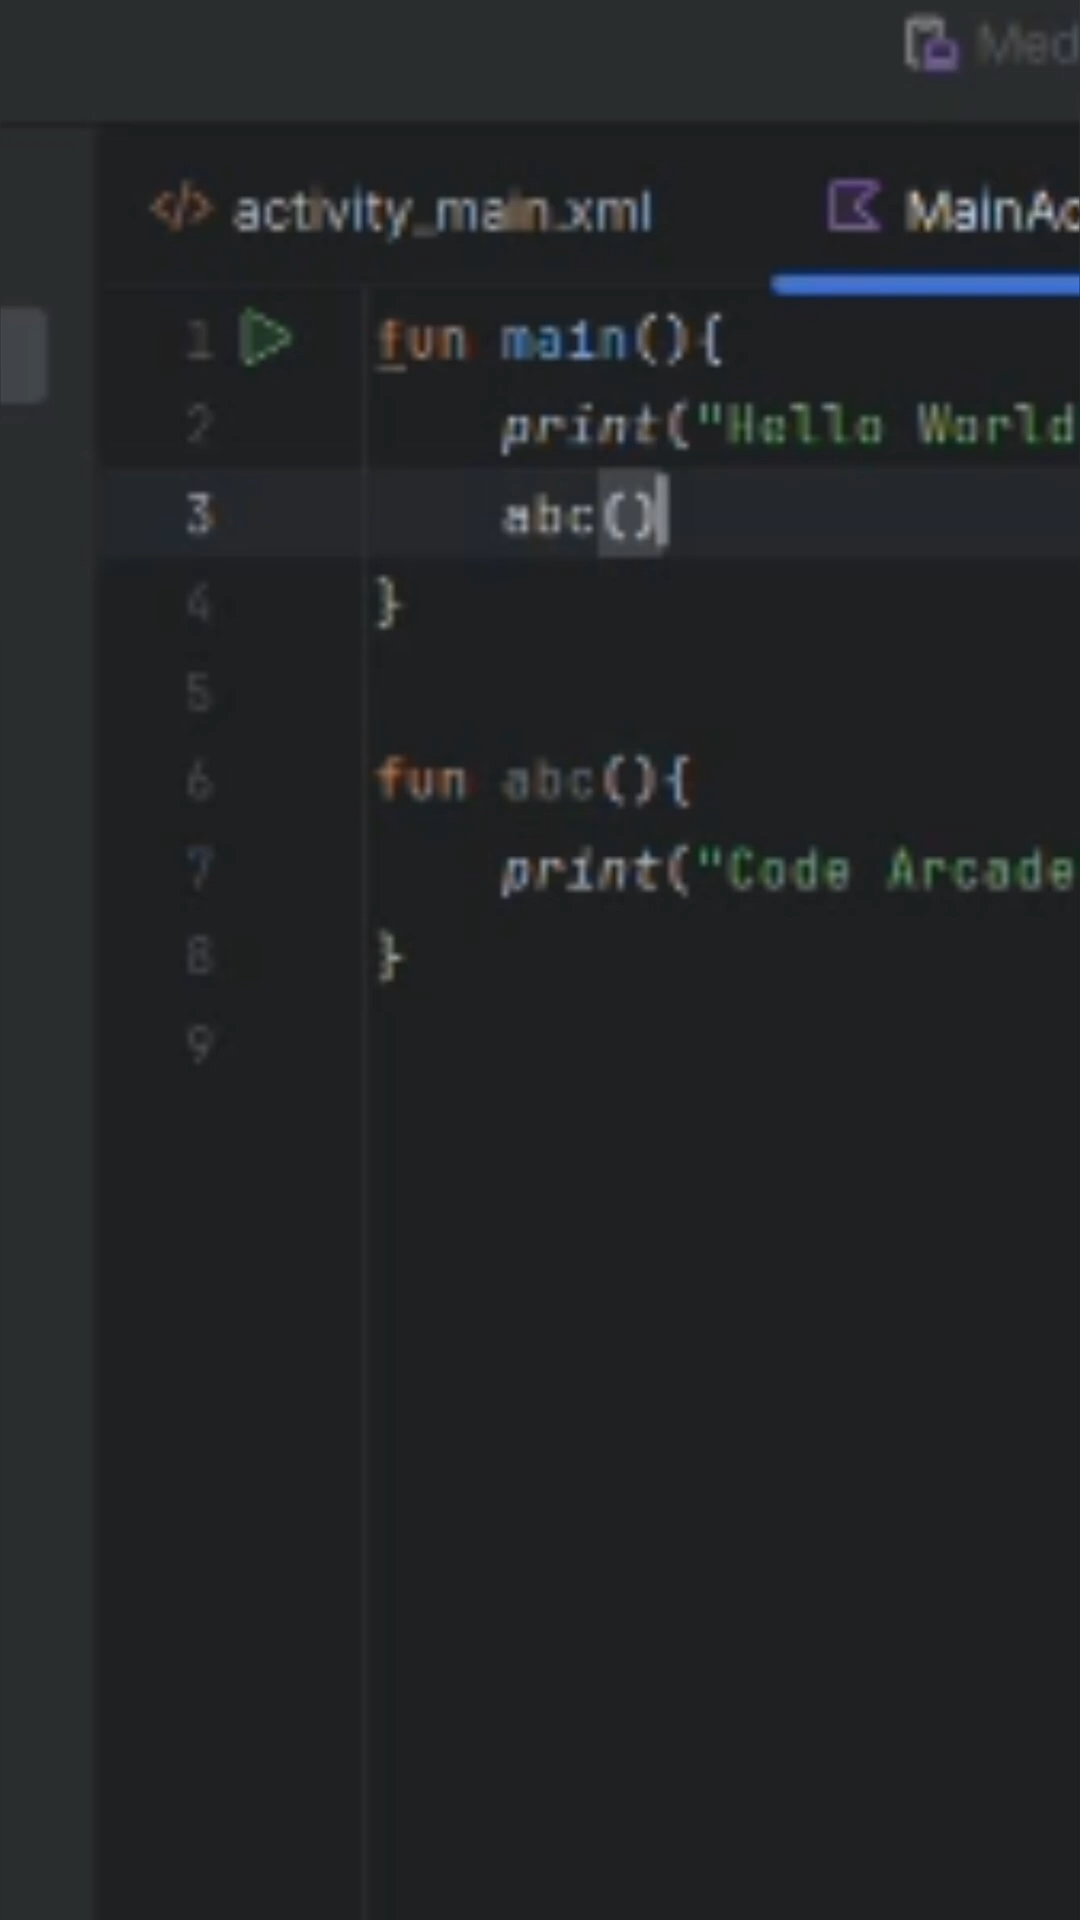 Med
activity_main.xml
MainAc
1 fun main(){
2 print("Hello World
3 abc()
4 }
5
6 fun abc(){
7 print("Code Arcade
8 }
9